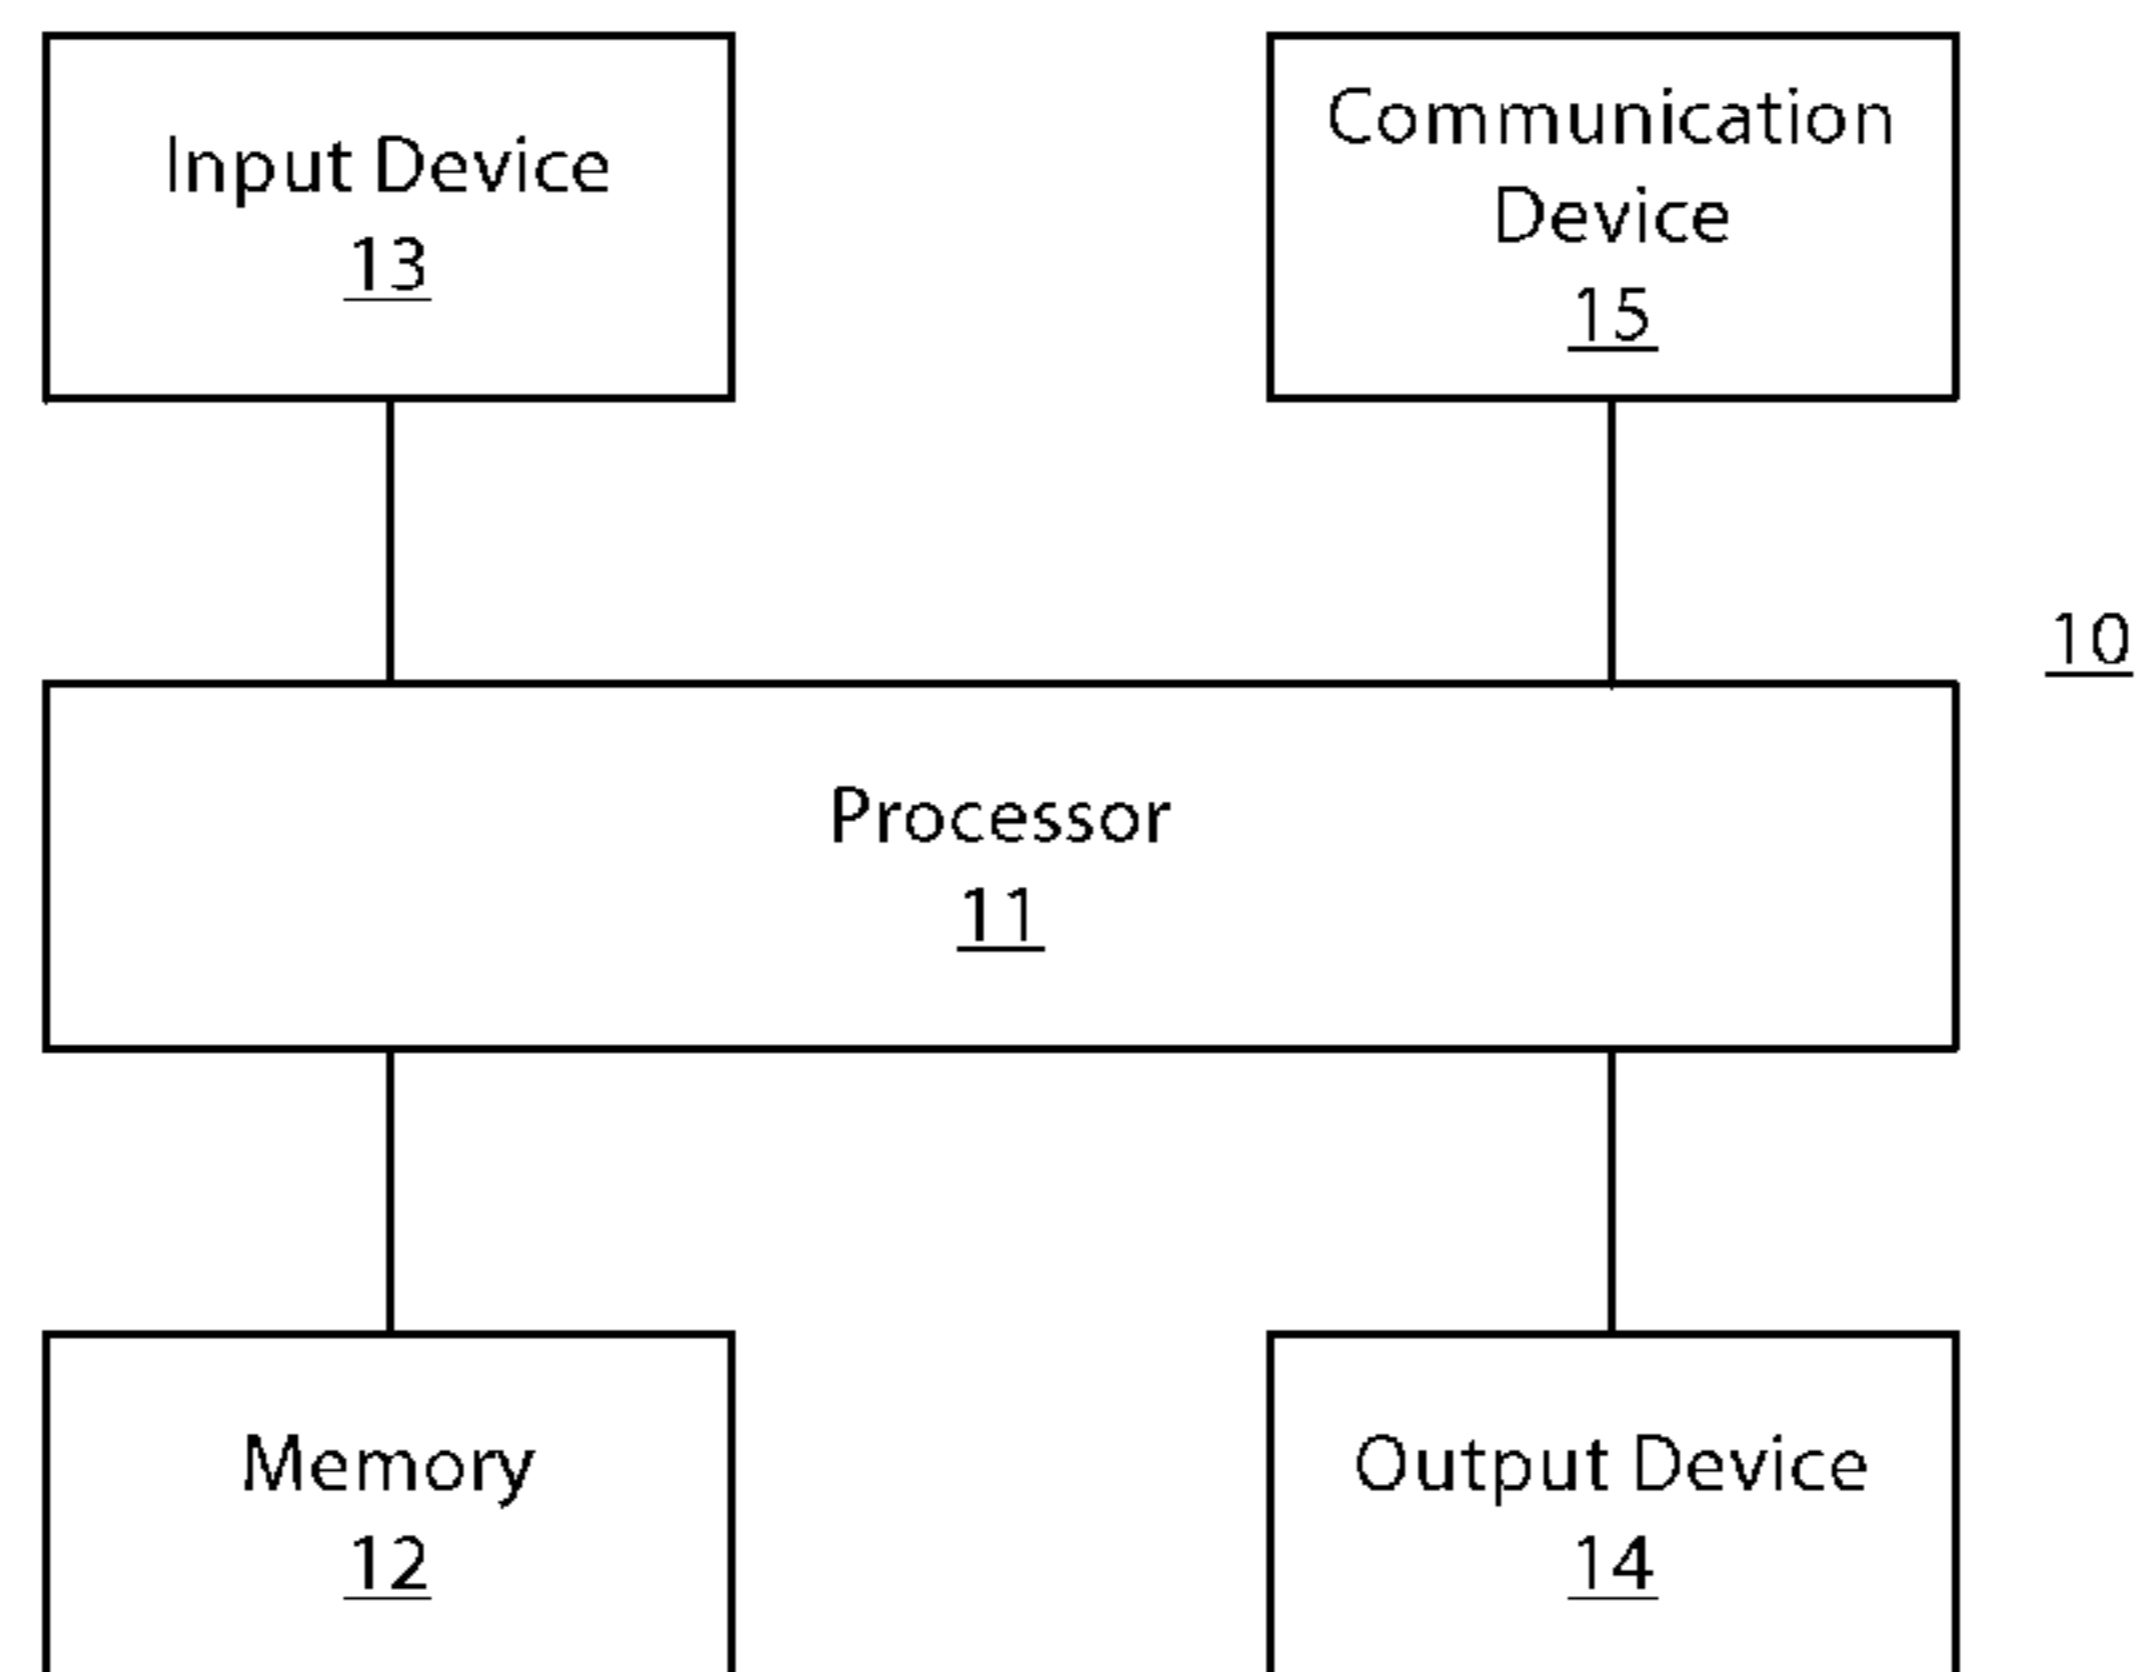 Input Device
13
Communication
Device
15
10
Processor
11
Memory
12
Output Device
14